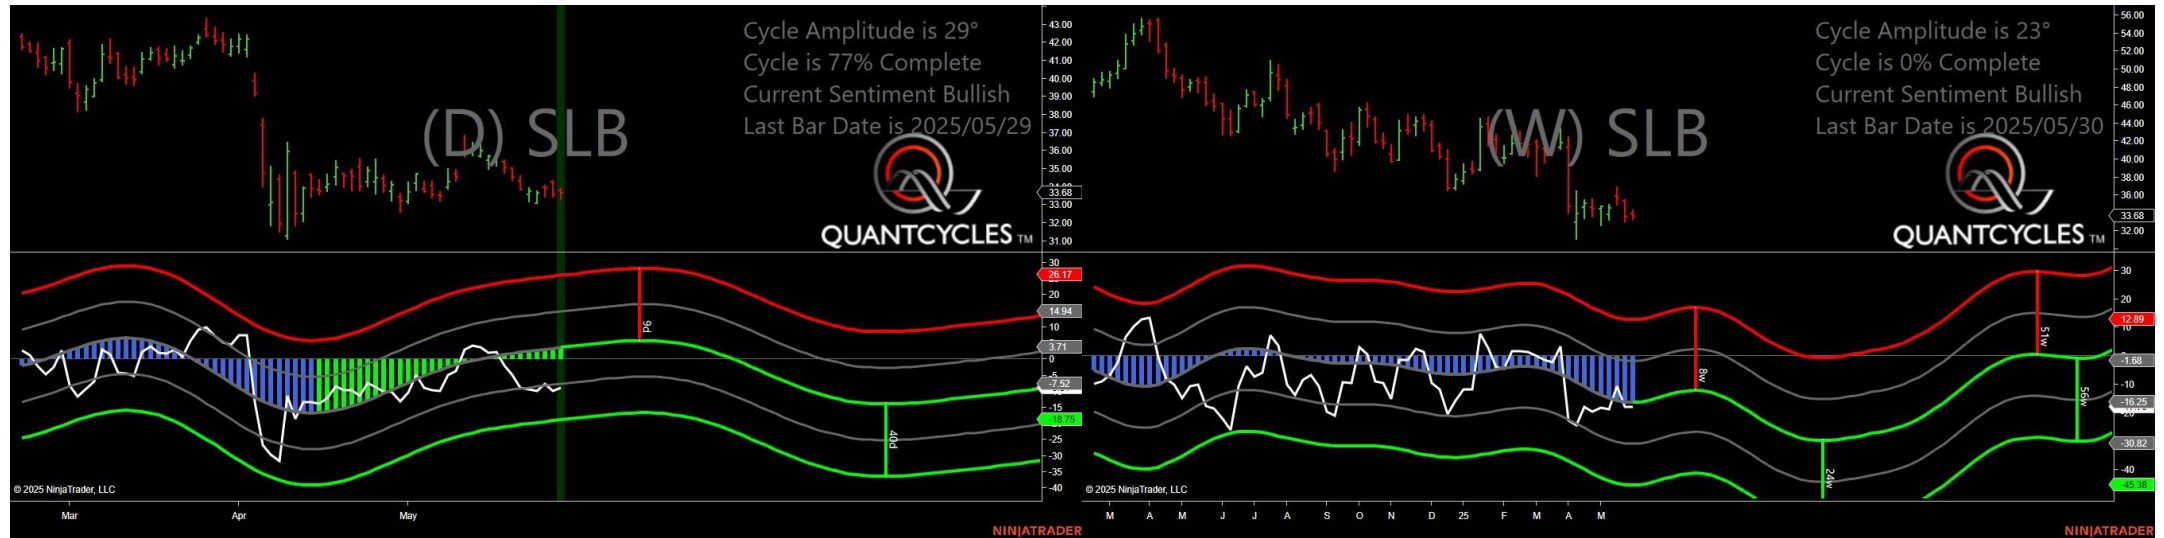 Cycle Amplitude is 29°
Cycle is 77% Complete
Current Sentiment Bullish
Last Bar Date is 2025/05/29
(D) SLB
QUANTCYCLES TM
43.00
42.00
41.00
40.00
39.00
38.00
37.00
36.00
35.00
33.68
33.00
32.00
31.00
30
26.17
20
14.94
10
3.71
0
-7.52
-15
-18.75
-25
-30
-35
-40
9d
40d
© 2025 NinjaTrader, LLC
Mar
Apr
May
NINJATRADER
Cycle Amplitude is 23°
Cycle is 0% Complete
Current Sentiment Bullish
Last Bar Date is 2025/05/30
(W) SLB
QUANTCYCLES TM
56.00
54.00
52.00
50.00
48.00
46.00
44.00
42.00
40.00
38.00
36.00
33.68
32.00
30
20
12.89
-1.68
-10
-16.25
-30.82
-40
-45.38
8w
24w
51w
56w
© 2025 NinjaTrader, LLC
M A M J J A S O N D 25 F M A M
NINJATRADER